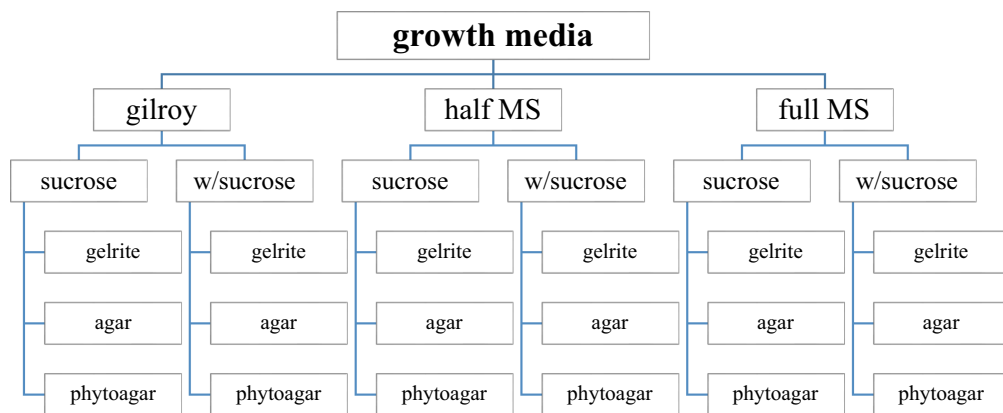 growth media
gilroy
half MS
full MS
sucrose
w/sucrose
sucrose
w/sucrose
sucrose
w/sucrose
gelrite
gelrite
gelrite
gelrite
gelrite
gelrite
agar
agar
agar
agar
agar
agar
phytoagar
phytoagar
phytoagar
phytoagar
phytoagar
phytoagar